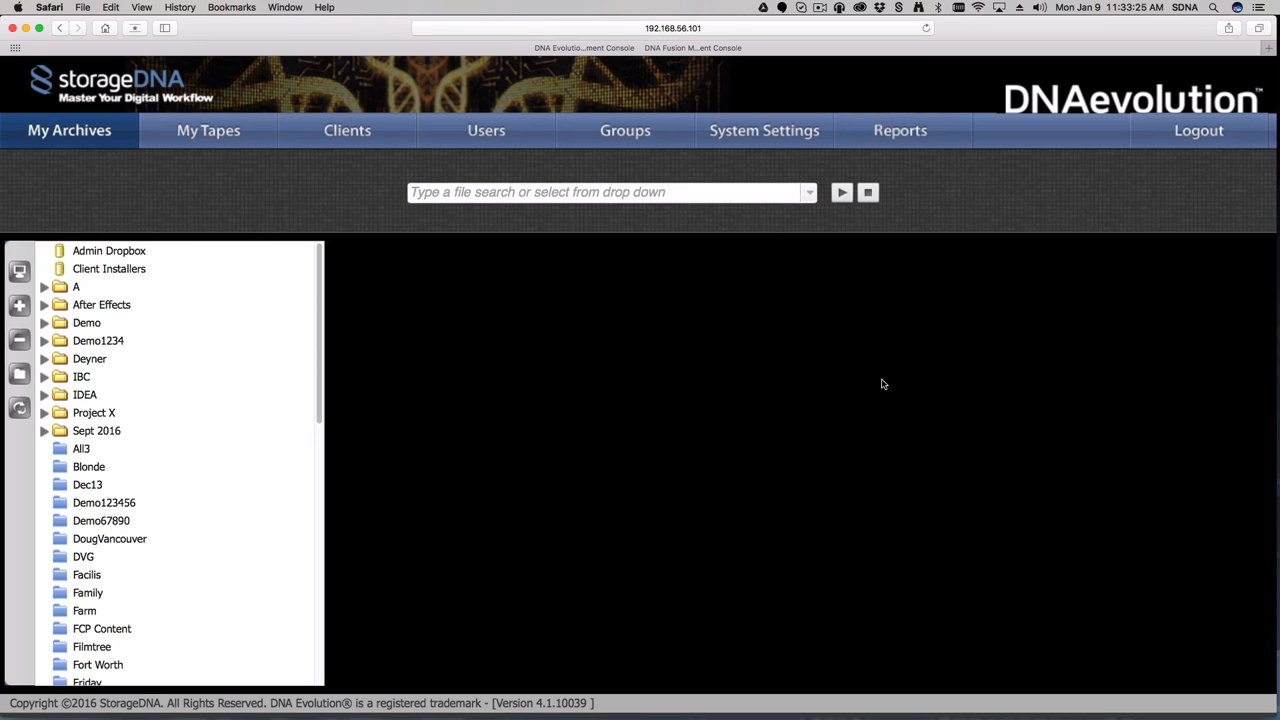 Safari File Edit View History Bookmarks Window Help Mon Jan 9 11:33:25 AM SDNA
192.168.56.101
DNA Evolutio...ment Console DNA Fusion M...ent Console
storageDNA
Master Your Digital Workflow
DNAevolution™
My Archives My Tapes Clients Users Groups System Settings Reports Logout
Type a file search or select from drop down
Admin Dropbox
Client Installers
A
After Effects
Demo
Demo1234
Deyner
IBC
IDEA
Project X
Sept 2016
All3
Blonde
Dec13
Demo123456
Demo67890
DougVancouver
DVG
Facilis
Family
Farm
FCP Content
Filmtree
Fort Worth
Friday
Copyright ©2016 StorageDNA. All Rights Reserved. DNA Evolution® is a registered trademark - [Version 4.1.10039 ]